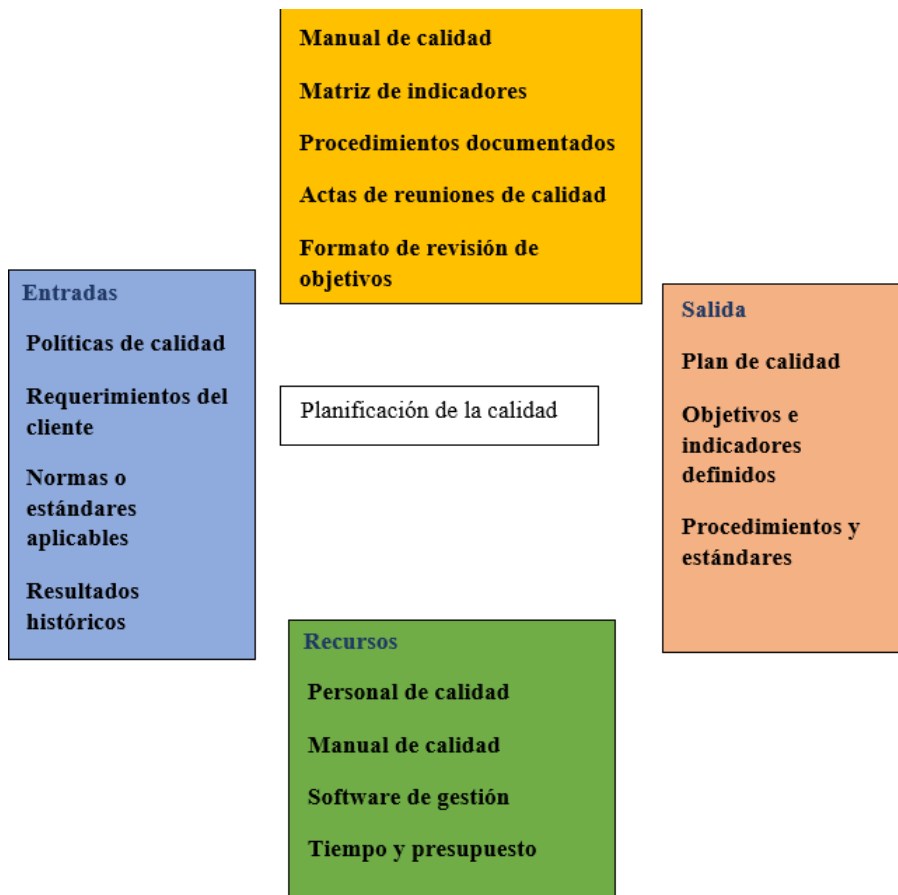 Manual de calidad
Matriz de indicadores
Procedimientos documentados
Actas de reuniones de calidad
Formato de revisión de
objetivos
Entradas
Políticas de calidad
Requerimientos del
cliente
Normas o
estándares
aplicables
Resultados
históricos
Planificación de la calidad
Salida
Plan de calidad
Objetivos e
indicadores
definidos
Procedimientos y
estándares
Recursos
Personal de calidad
Manual de calidad
Software de gestión
Tiempo y presupuesto